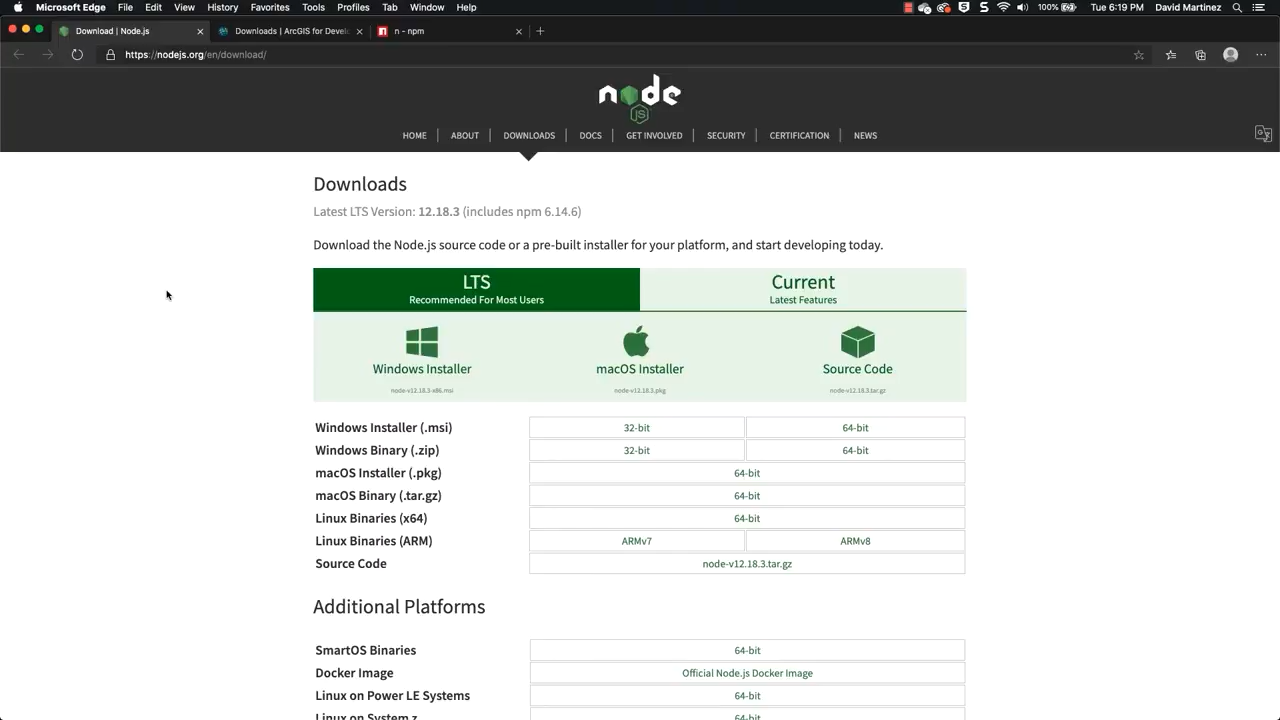 Microsoft Edge File Edit View History Favorites Tools Profiles Tab Window Help 100% Tue 6:19 PM David Martinez
Download | Node.js Downloads | ArcGIS for Devel n - npm
https://nodejs.org/en/download/
node
JS
HOME ABOUT DOWNLOADS DOCS GET INVOLVED SECURITY CERTIFICATION NEWS
Downloads
Latest LTS Version: 12.18.3 (includes npm 6.14.6)
Download the Node.js source code or a pre-built installer for your platform, and start developing today.
LTS Current
Recommended For Most Users Latest Features
Windows Installer macOS Installer Source Code
node-v12.18.3-x86.msi node-v12.18.3.pkg node-v12.18.3.tar.gz
Windows Installer (.msi) 32-bit 64-bit
Windows Binary (.zip) 32-bit 64-bit
macOS Installer (.pkg) 64-bit
macOS Binary (.tar.gz) 64-bit
Linux Binaries (x64) 64-bit
Linux Binaries (ARM) ARMv7 ARMv8
Source Code node-v12.18.3.tar.gz
Additional Platforms
SmartOS Binaries 64-bit
Docker Image Official Node.js Docker Image
Linux on Power LE Systems 64-bit
Linux on System z 64-bit